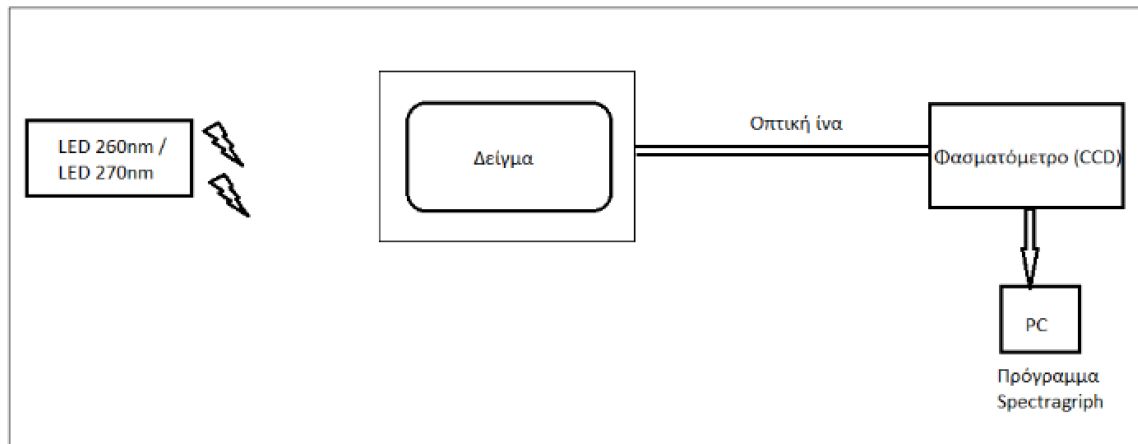 LED 260nm /
LED 270nm
Δείγμα
Οπτική ίνα
Φασματόμετρο (CCD)
PC
Πρόγραμμα
Spectragriph